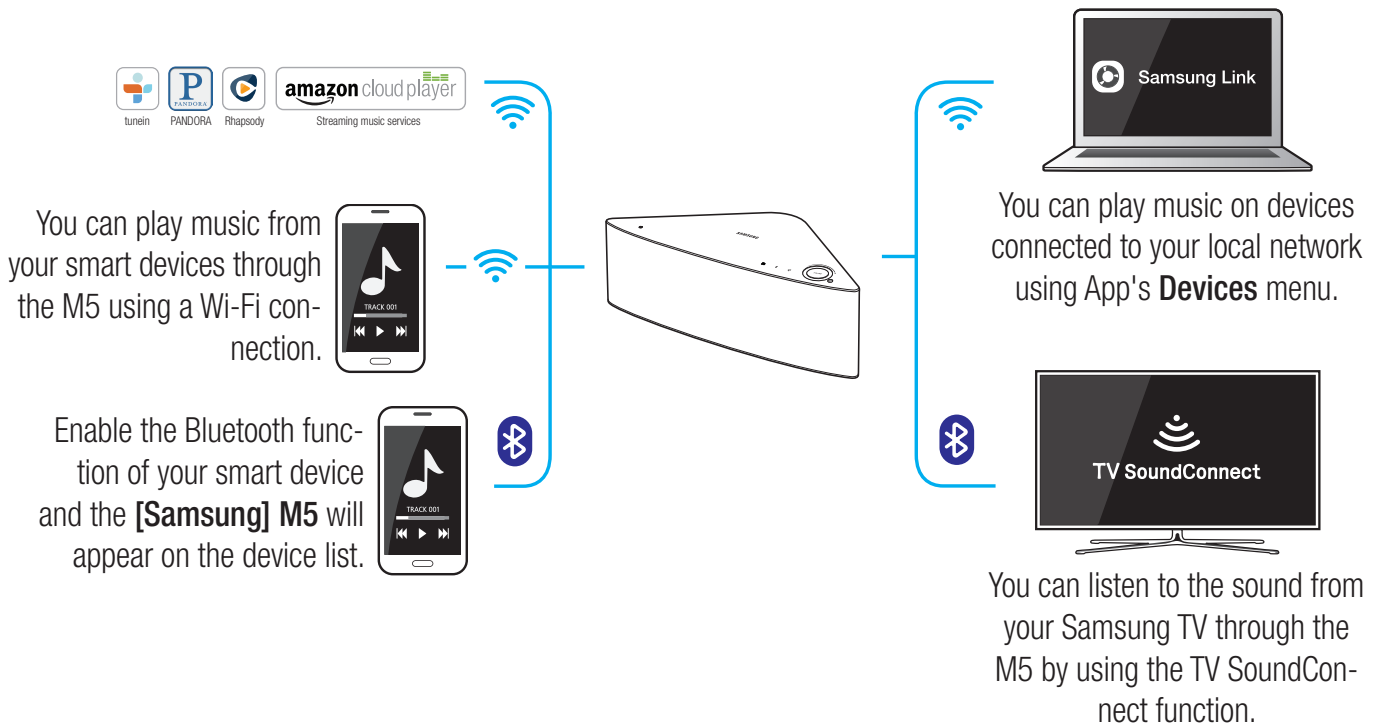 tunein
P
PANDORA
PANDORA
Rhapsody
amazon cloud player
Streaming music services
You can play music from
your smart devices through
the M5 using a Wi-Fi con-
nection.
TRACK 001
Enable the Bluetooth func-
tion of your smart device
and the [Samsung] M5 will
appear on the device list.
TRACK 001
SAMSUNG
Samsung Link
You can play music on devices
connected to your local network
using App's Devices menu.
TV SoundConnect
You can listen to the sound from
your Samsung TV through the
M5 by using the TV SoundCon-
nect function.